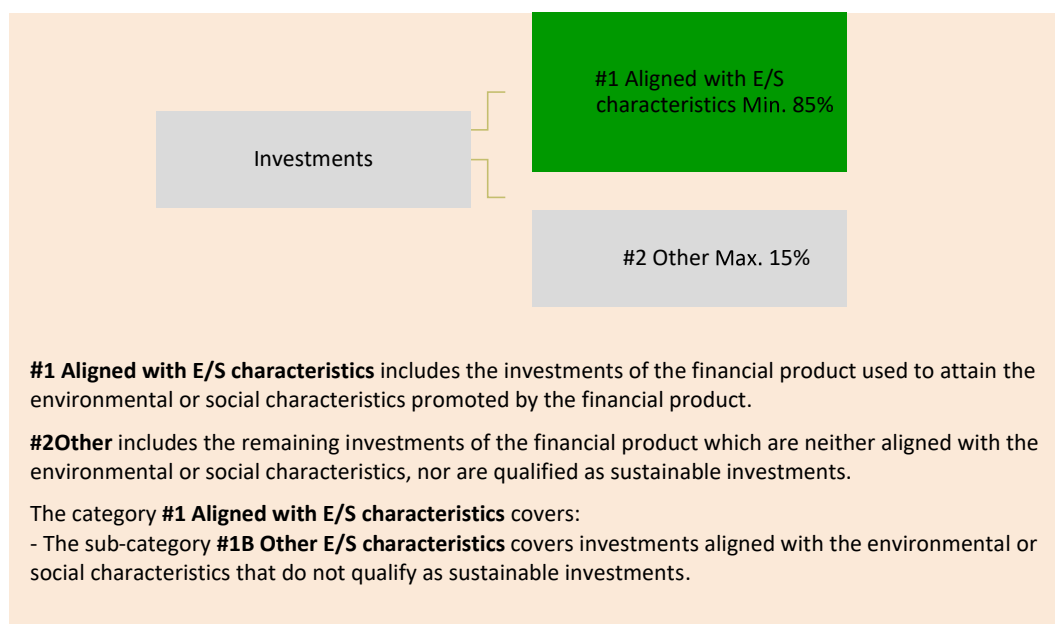 #1 Aligned with E/S
characteristics Min. 85%
Investments
#2 Other Max. 15%
#1 Aligned with E/S characteristics includes the investments of the financial product used to attain the
environmental or social characteristics promoted by the financial product.
#2Other includes the remaining investments of the financial product which are neither aligned with the
environmental or social characteristics, nor are qualified as sustainable investments.
The category #1 Aligned with E/S characteristics covers:
- The sub-category #1B Other E/S characteristics covers investments aligned with the environmental or
social characteristics that do not qualify as sustainable investments.